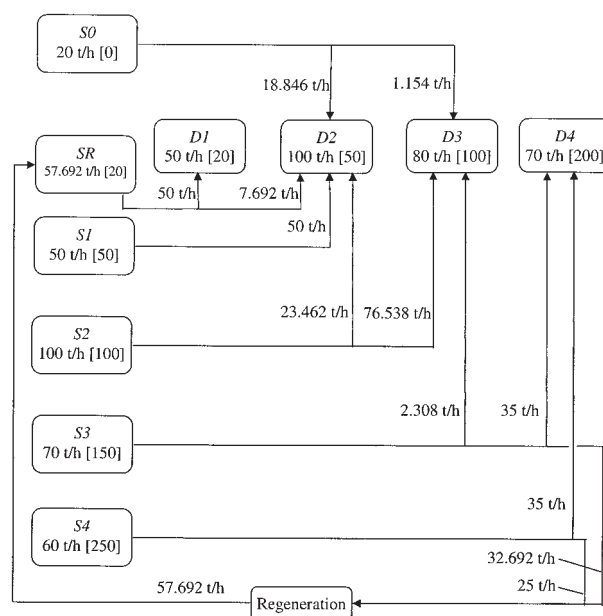 S0
20 t/h [0]
18.846 t/h
1.154 t/h
SR
57.692 t/h [20]
D1
50 t/h [20]
D2
100 t/h [50]
D3
80 t/h [100]
D4
70 t/h [200]
50 t/h
7.692 t/h
S1
50 t/h [50]
50 t/h
S2
100 t/h [100]
23.462 t/h
76.538 t/h
S3
70 t/h [150]
2.308 t/h
35 t/h
S4
60 t/h [250]
35 t/h
32.692 t/h
25 t/h
57.692 t/h
Regeneration